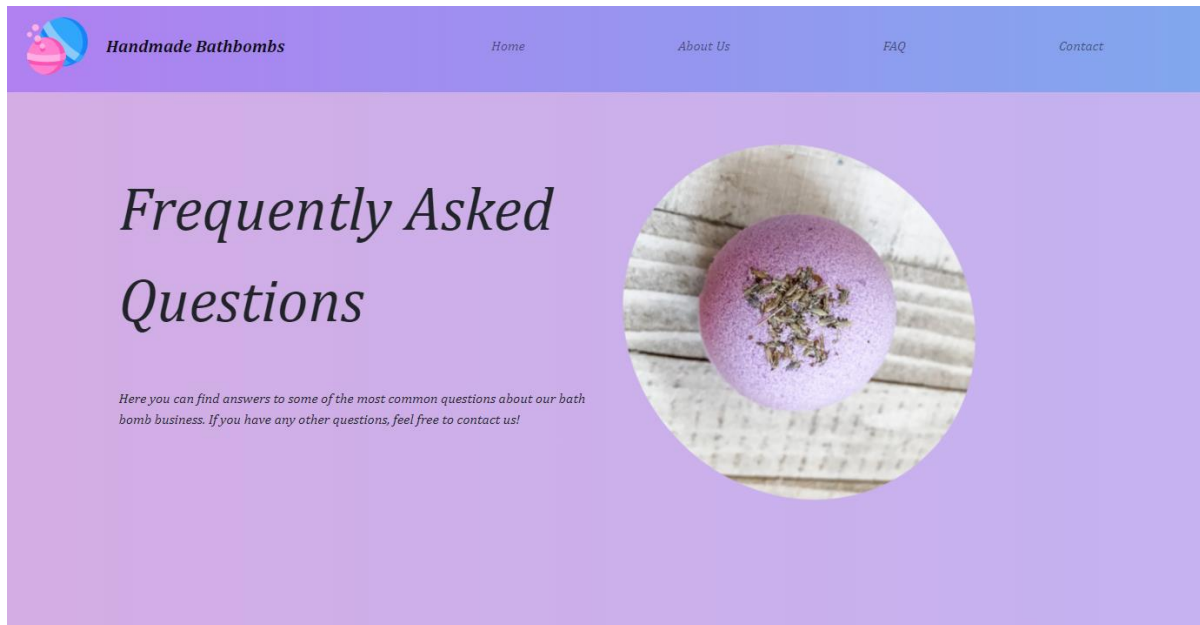 Handmade Bathbombs
Home
About Us
FAQ
Contact
Frequently Asked
Questions
Here you can find answers to some of the most common questions about our bath
bomb business. If you have any other questions, feel free to contact us!